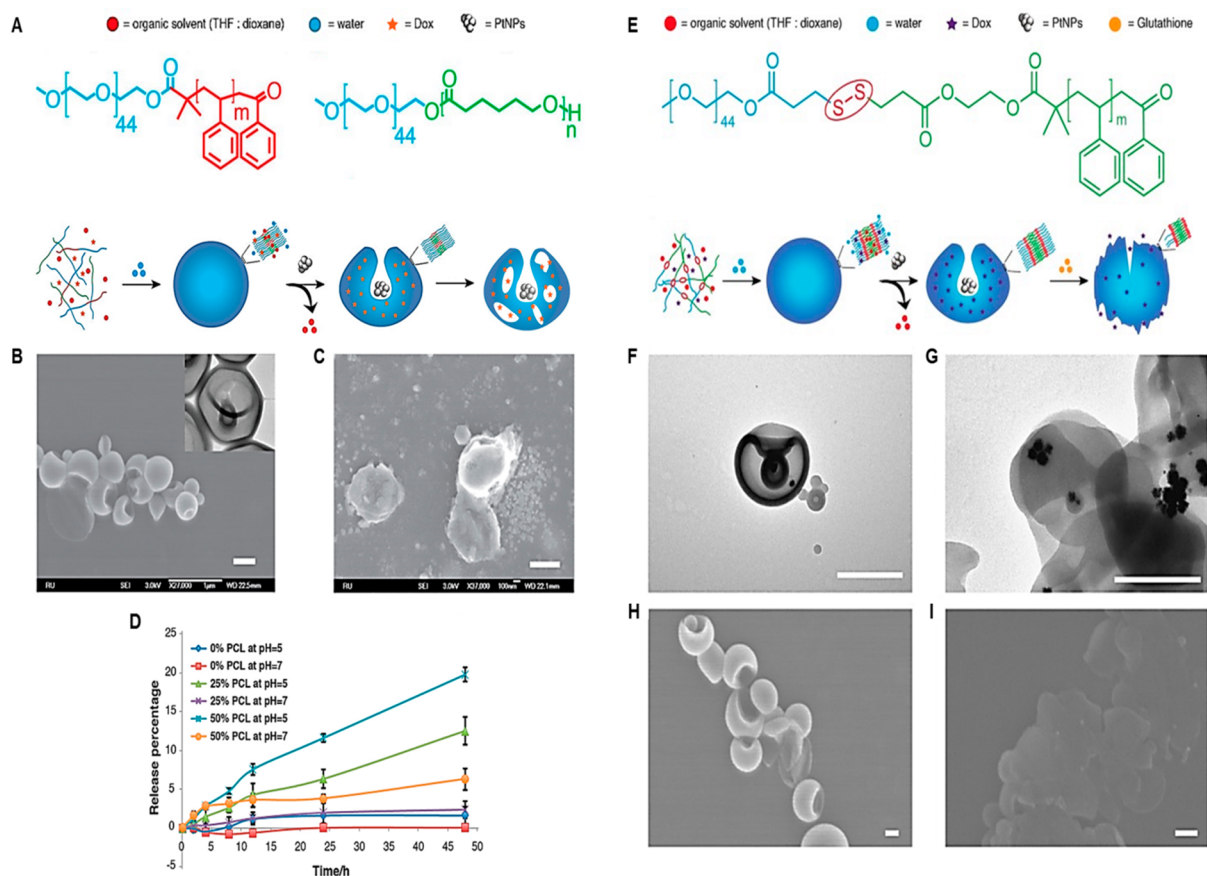 A
= organic solvent (THF : dioxane) = water = Dox = PtNPs
O
O
44
O
O
m
O
O
O
44
O
O
O
H
n
E
= organic solvent (THF : dioxane) = water = Dox = PtNPs = Glutathione
O
44
O
O
O
S-S
O
O
O
O
m
O
B
RU SEI 3.0kV X27,000 1µm WD 22.5mm
C
RU SEI 3.0kV X37,000 100nm WD 22.1mm
F
G
D
25
20
15
10
5
0
-5
Release percentage
0% PCL at pH=5
0% PCL at pH=7
25% PCL at pH=5
25% PCL at pH=7
50% PCL at pH=5
50% PCL at pH=7
0 5 10 15 20 25 30 35 40 45 50
Time/h
H
I